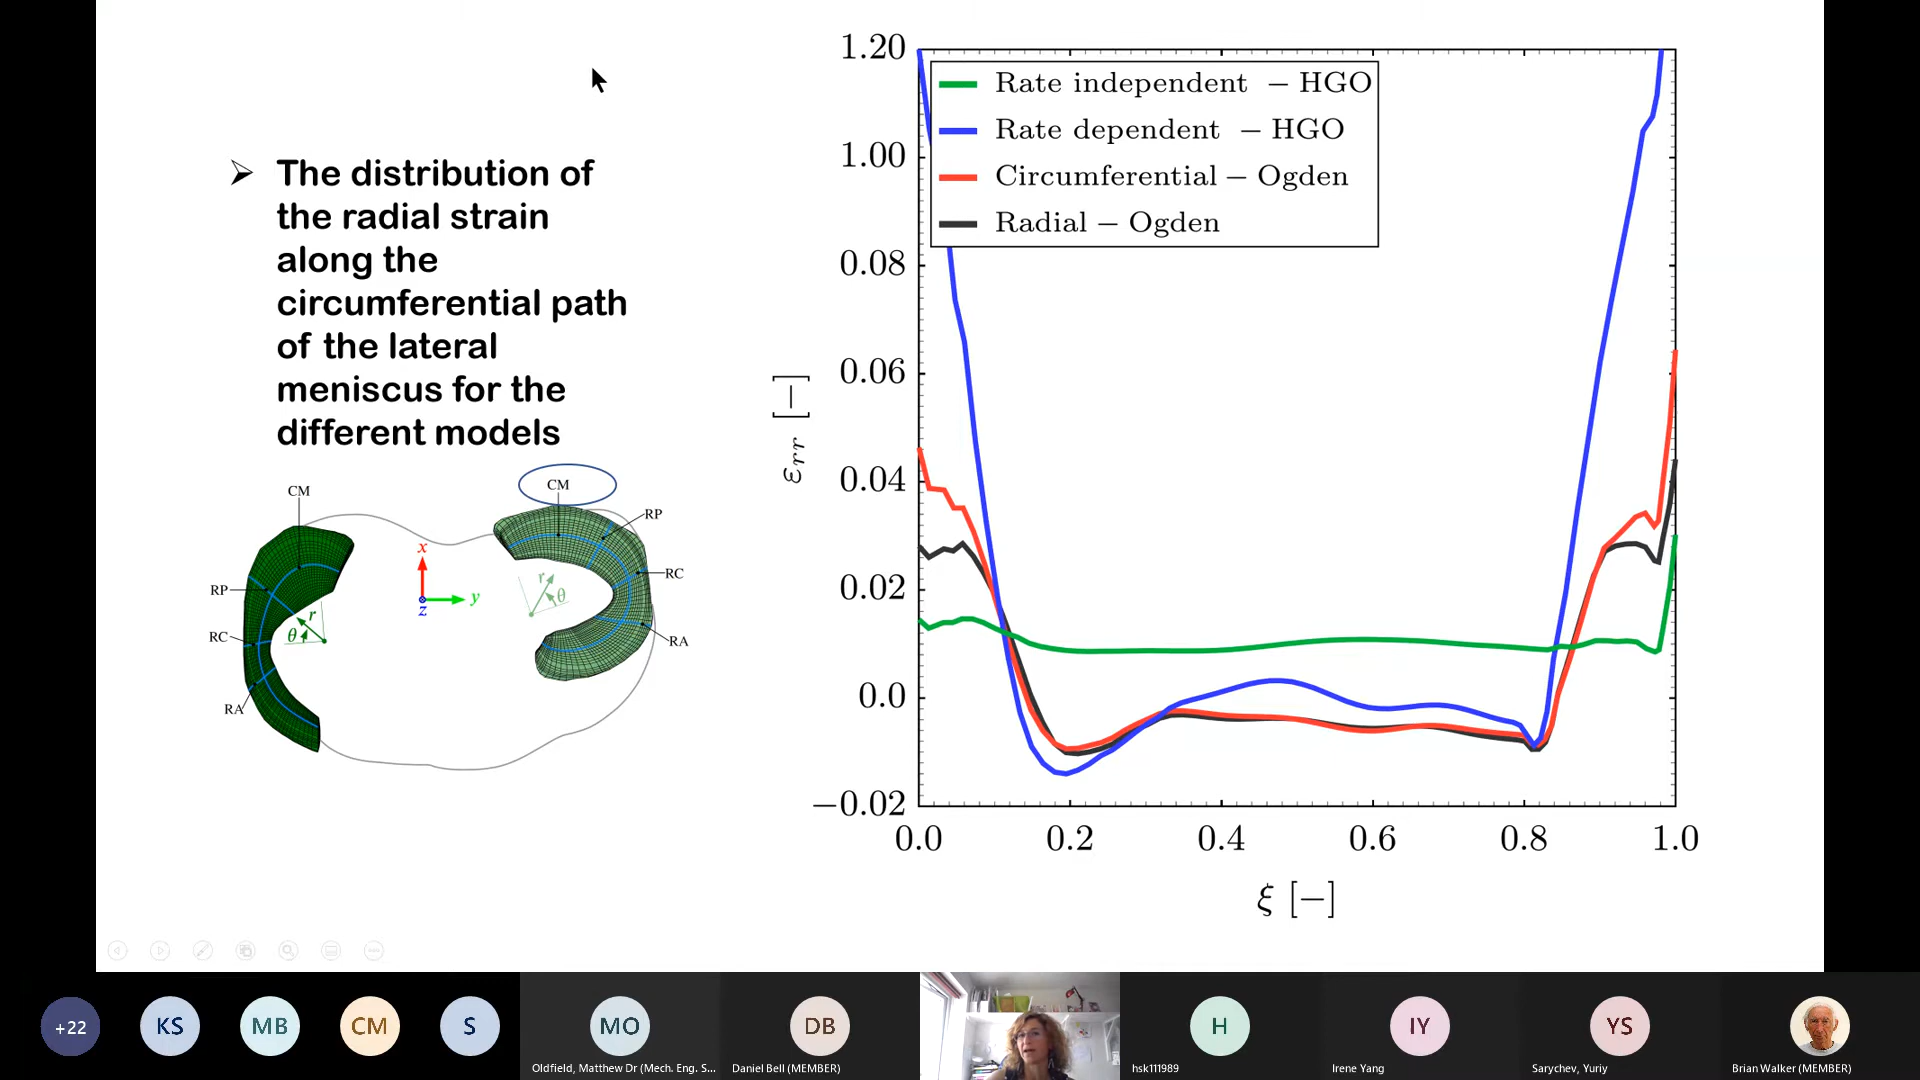 The distribution of
the radial strain
along the
circumferential path
of the lateral
meniscus for the
different models
CM
RP
RC
RA
r
θ
x
y
z
CM
RP
RC
RA
r
θ
1.20
1.00
0.08
0.06
0.04
0.02
0.0
−0.02
εrr [−]
Rate independent − HGO
Rate dependent − HGO
Circumferential − Ogden
Radial − Ogden
0.0 0.2 0.4 0.6 0.8 1.0
ξ [−]
+22
KS
MB
CM
S
MO
Oldfield, Matthew Dr (Mech. Eng. S...
DB
Daniel Bell (MEMBER)
H
hsk111989
IY
Irene Yang
YS
Sarychev, Yuriy
Brian Walker (MEMBER)